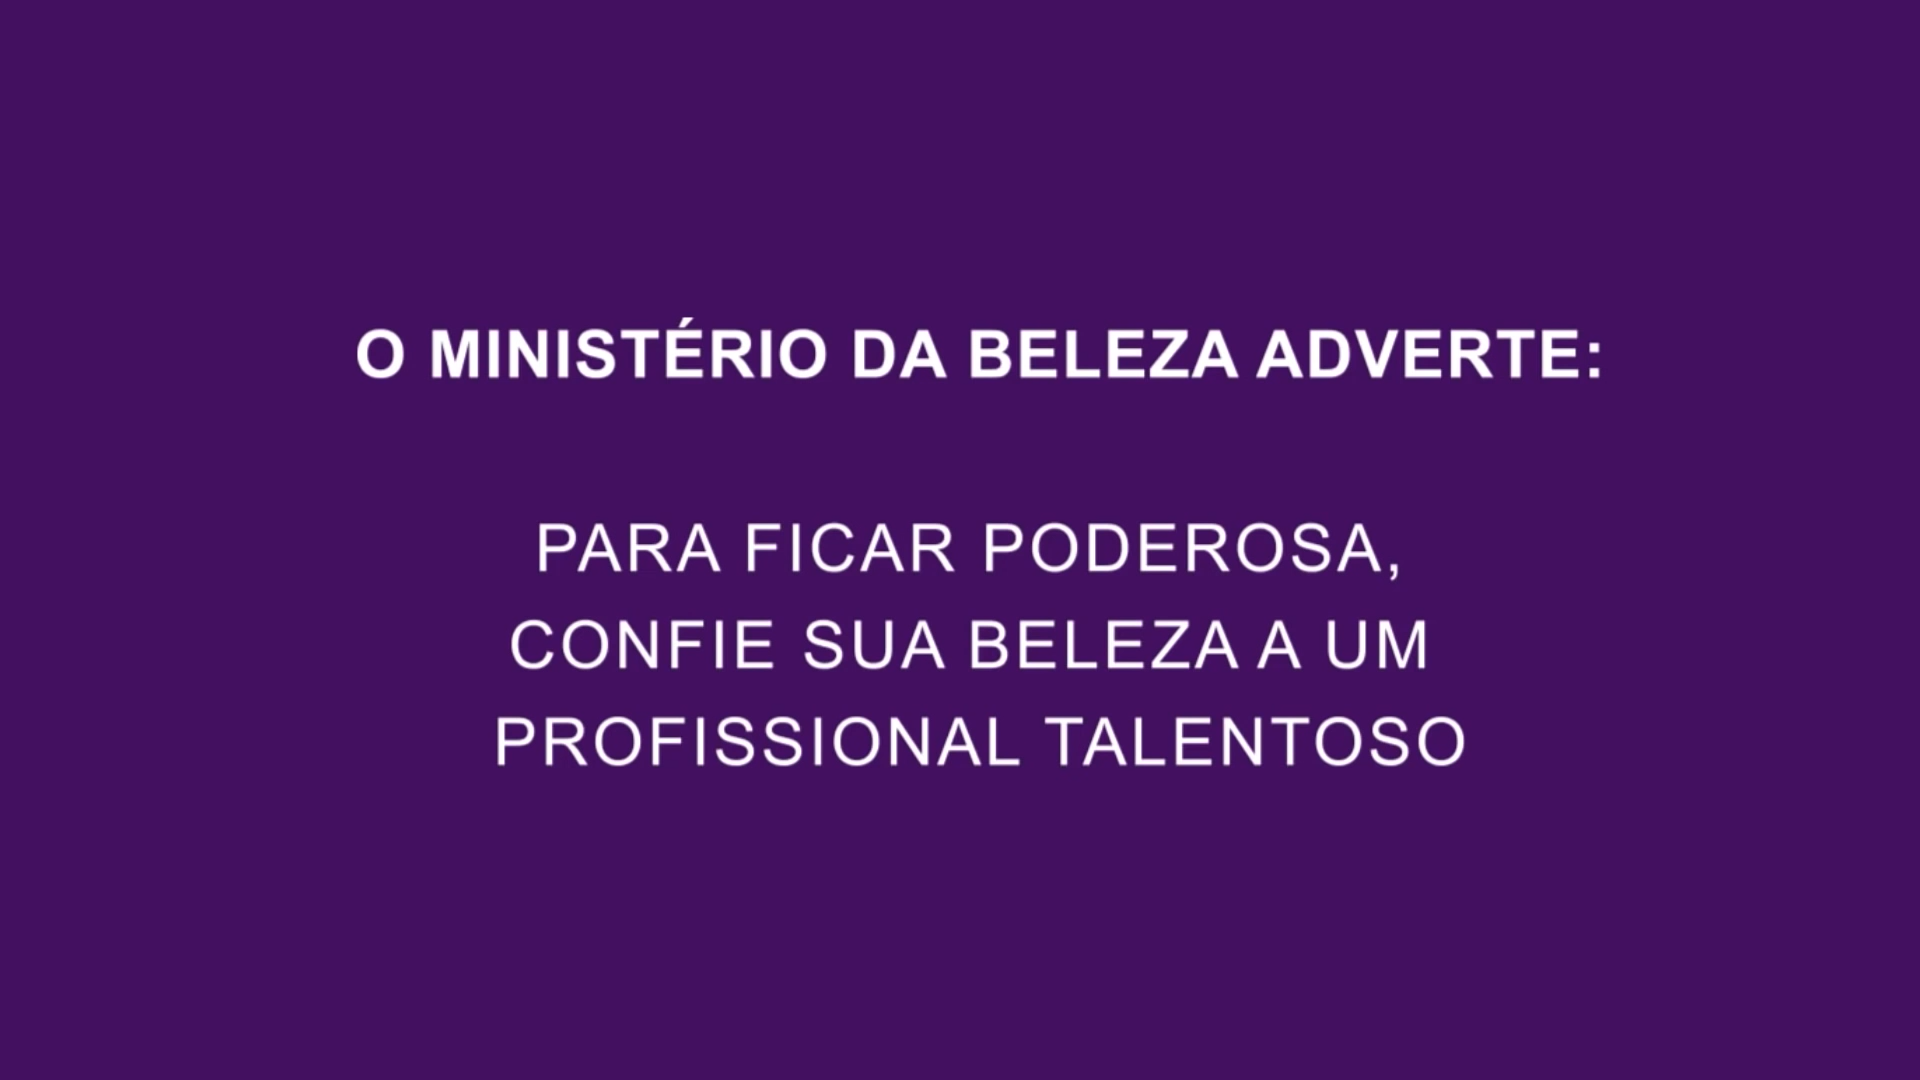 O MINISTÉRIO DA BELEZA ADVERTE:
PARA FICAR PODEROSA,
CONFIE SUA BELEZA A UM
PROFISSIONAL TALENTOSO